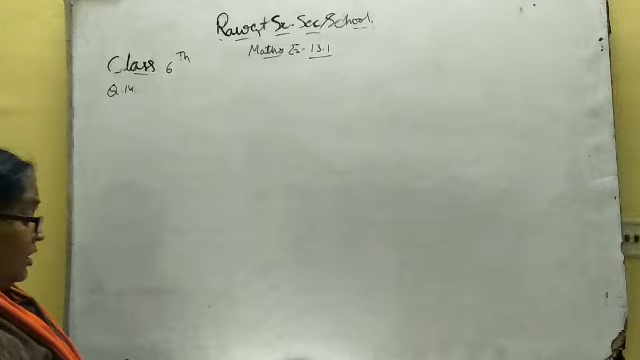 Rawat Sr. Sec. School.
Maths Ex- 13.1
Class 6th
Q.14.